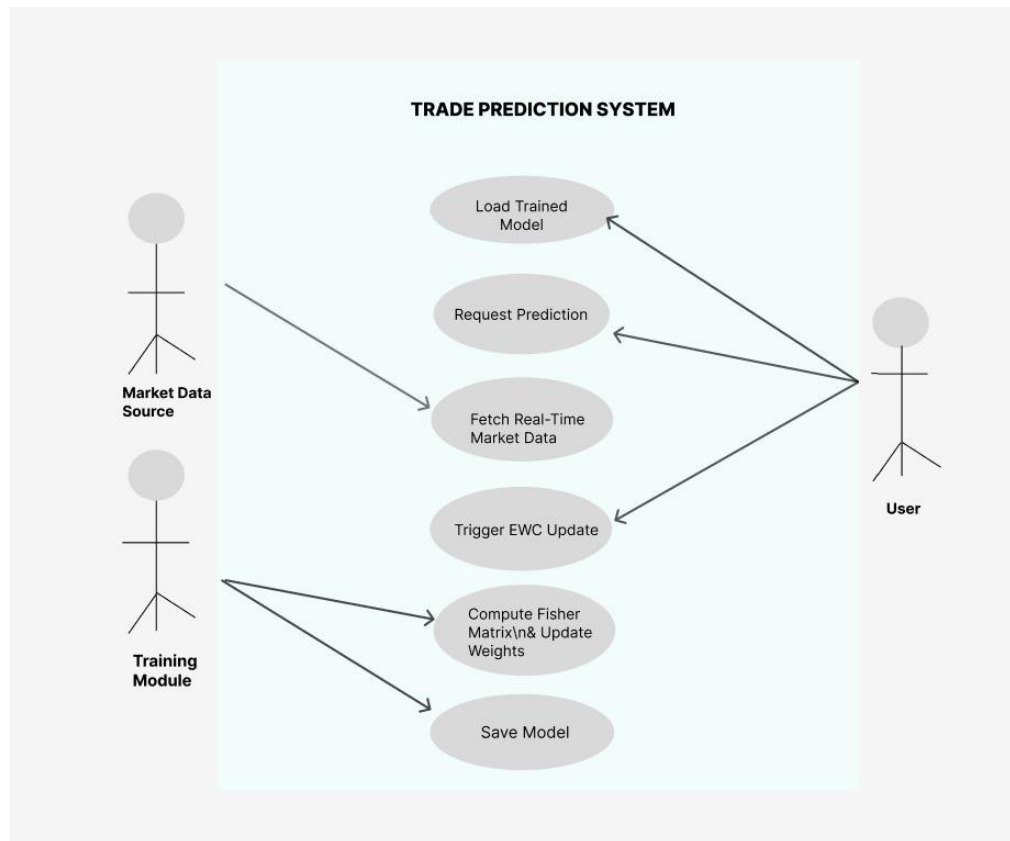 TRADE PREDICTION SYSTEM
Load Trained
Model
Request Prediction
Market Data
Source
Fetch Real-Time
Market Data
User
Trigger EWC Update
Compute Fisher
Matrix\n& Update
Weights
Training
Module
Save Model